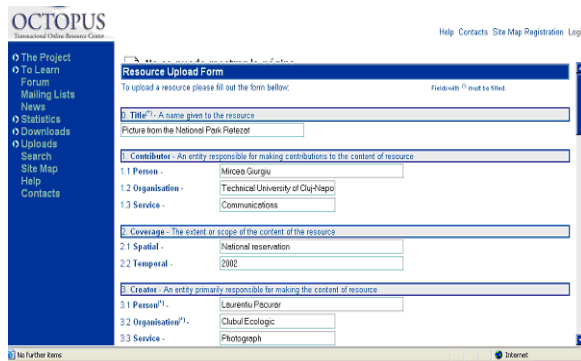 OCTOPUS
Transnational Online Resource Center
Help Contacts Site Map Registration Logi
The Project
To Learn
Forum
Mailing Lists
News
Statistics
Downloads
Uploads
Search
Site Map
Help
Contacts
Resource Upload Form
To upload a resource please fill out the form bellow:
Fields with (*) must be filled.
0. Title(*) - A name given to the resource
Picture from the National Park Retezat
1. Contributor - An entity responsible for making contributions to the content of resource
1.1 Person - Mircea Giurgiu
1.2 Organisation - Technical University of Cluj-Napo
1.3 Service - Communications
2. Coverage - The extent or scope of the content of the resource
2.1 Spatial - National reservation
2.2 Temporal - 2002
3. Creator - An entity primarily responsible for making the content of resource
3.1 Person(*) - Laurentiu Pacurar
3.2 Organisation(*) - Clubul Ecologic
3.3 Service - Photograph
No further items
Internet